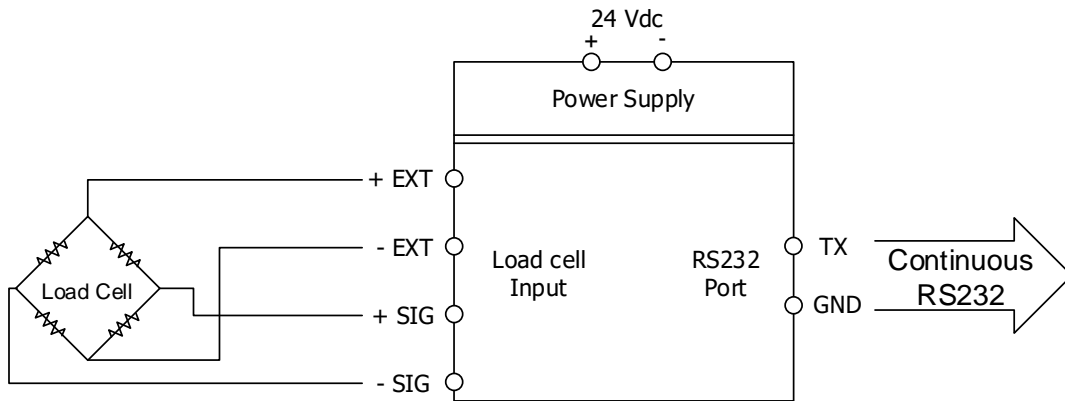 24 Vdc
+ -
Power Supply
+ EXT
- EXT
+ SIG
- SIG
Load Cell
Load cell
Input
RS232
Port
TX
GND
Continuous
RS232